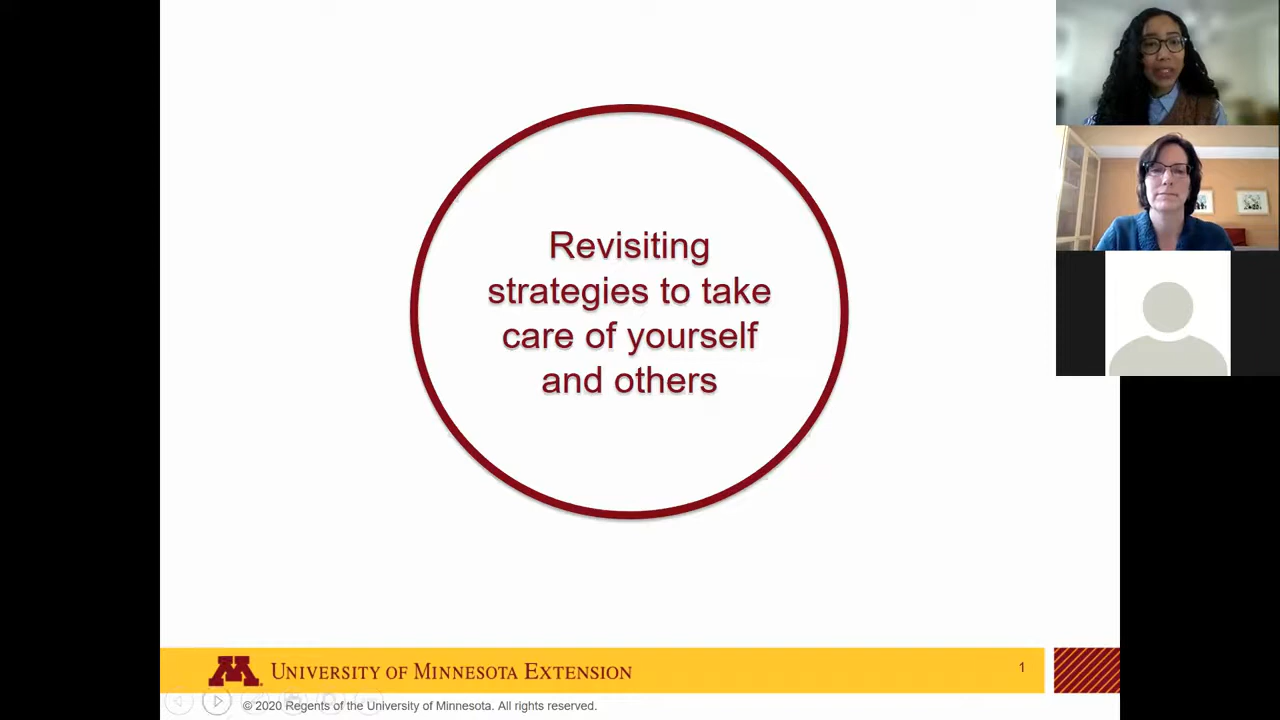 Revisiting
strategies to take
care of yourself
and others
M
UNIVERSITY OF MINNESOTA EXTENSION
1
© 2020 Regents of the University of Minnesota. All rights reserved.